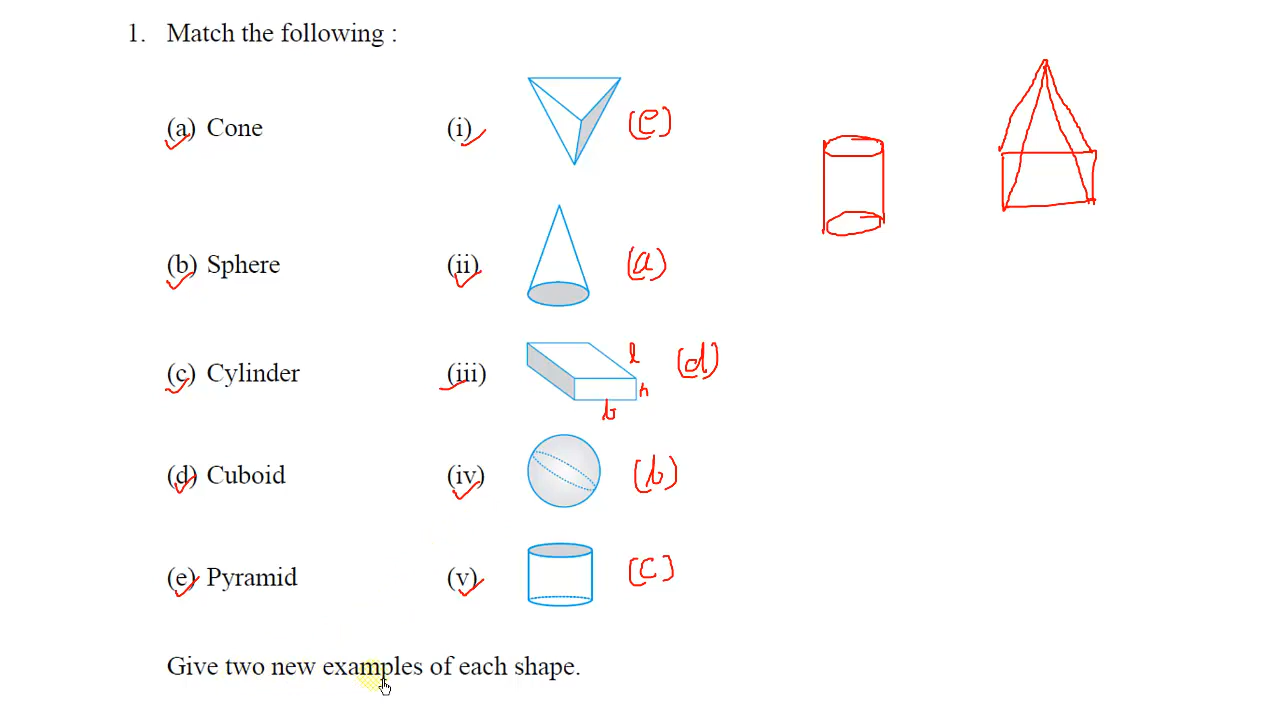 1. Match the following :
(a) Cone (i) (e)
(b) Sphere (ii) (a)
l
(c) Cylinder (iii) (d)
h
b
(d) Cuboid (iv) (b)
(e) Pyramid (v) (c)
Give two new examples of each shape.